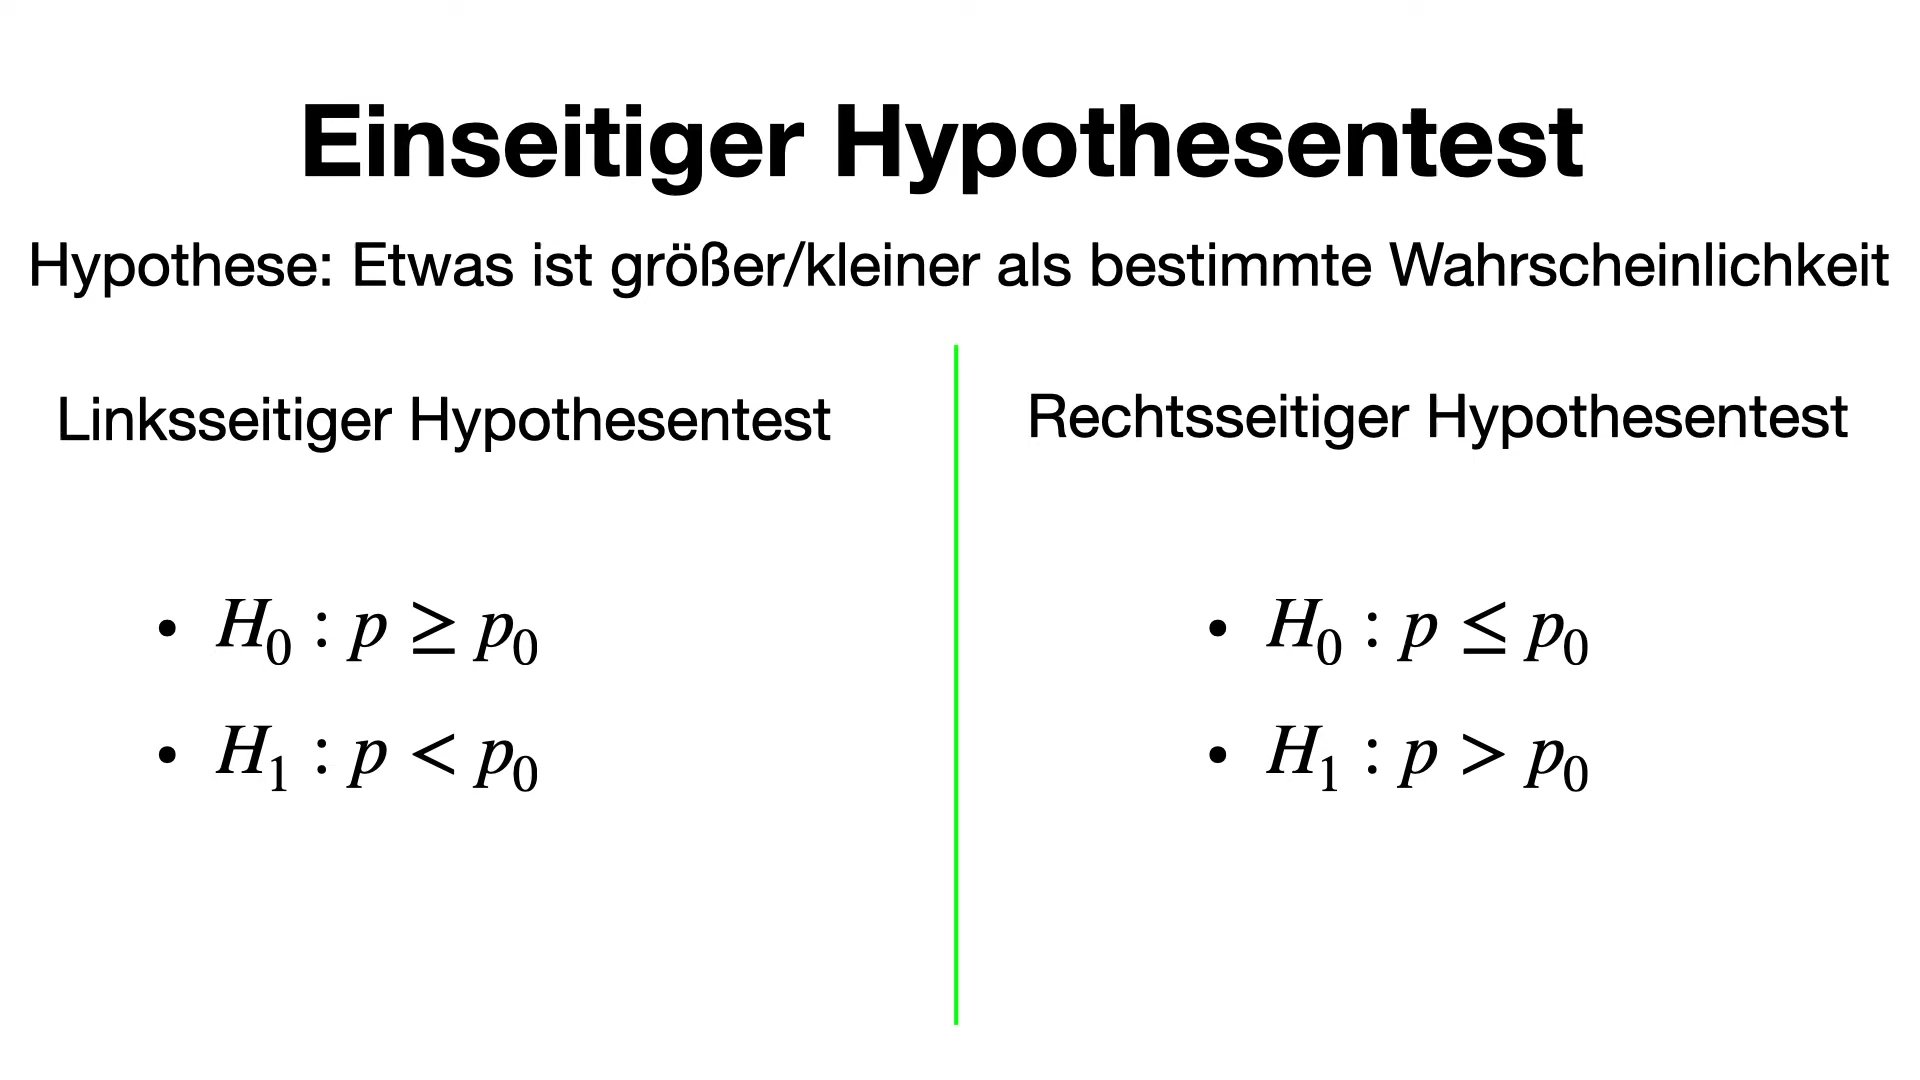 Einseitiger Hypothesentest
Hypothese: Etwas ist größer/kleiner als bestimmte Wahrscheinlichkeit
Linksseitiger Hypothesentest
• H₀ : p ≥ p₀
• H₁ : p < p₀
Rechtsseitiger Hypothesentest
• H₀ : p ≤ p₀
• H₁ : p > p₀